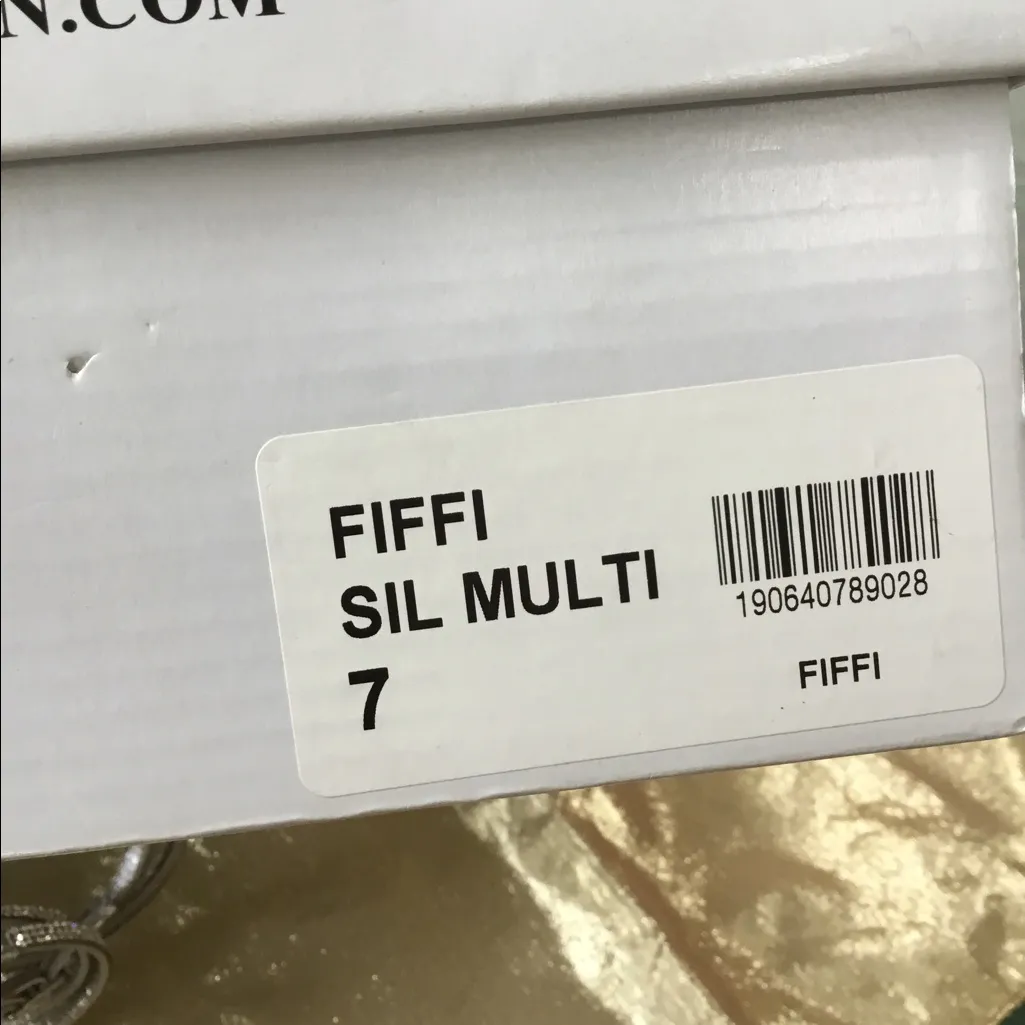 N.COM
FIFFI
SIL MULTI
7
190640789028
FIFFI